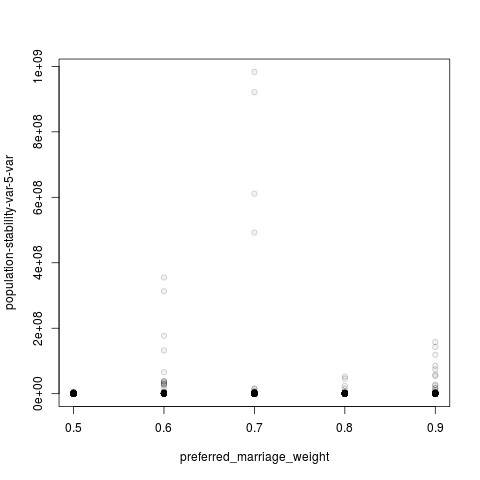 1e+09
8e+08
6e+08
4e+08
2e+08
0e+00
population-stability-var-5-var
0.5 0.6 0.7 0.8 0.9
preferred_marriage_weight